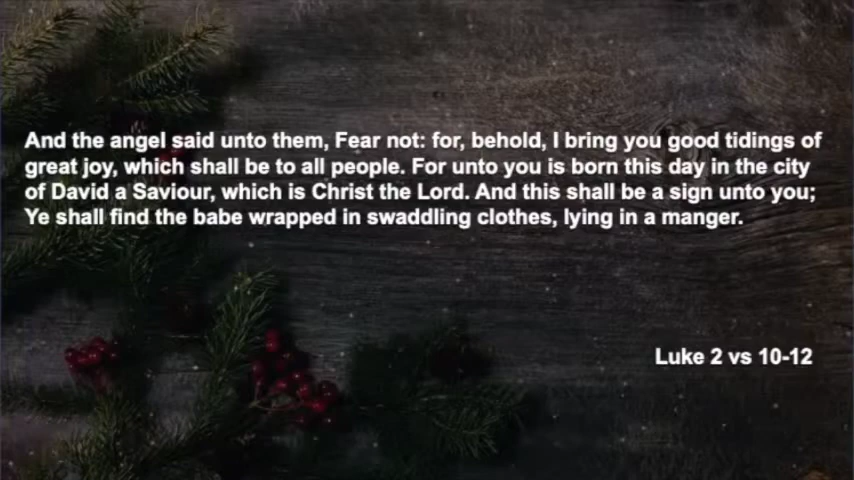 And the angel said unto them, Fear not: for, behold, I bring you good tidings of
great joy, which shall be to all people. For unto you is born this day in the city
of David a Saviour, which is Christ the Lord. And this shall be a sign unto you;
Ye shall find the babe wrapped in swaddling clothes, lying in a manger.
Luke 2 vs 10-12